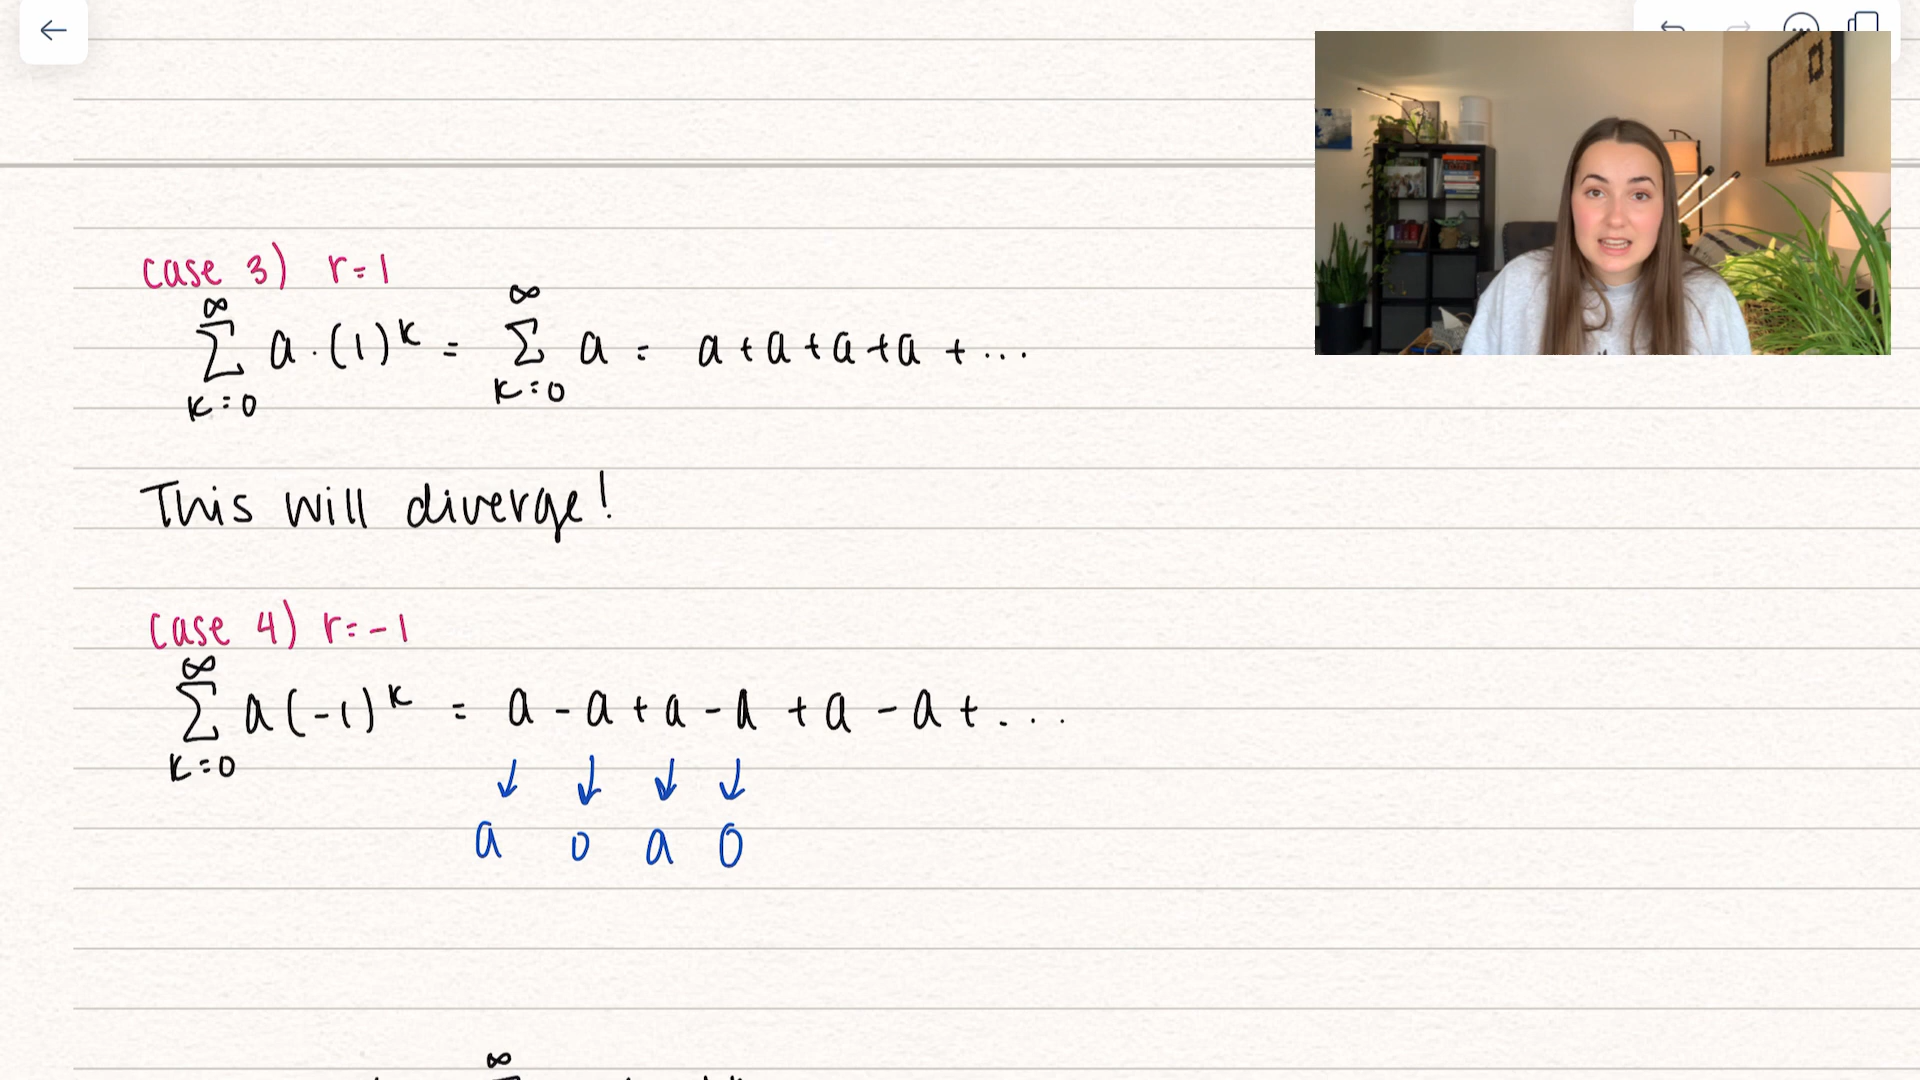 case 3) r=1
∞ ∞
∑ a·(1)^k = ∑ a = a+a+a+a+...
k=0 k=0
This will diverge!
case 4) r=-1
∞
∑ a(-1)^k = a-a+a-a+a-a+...
k=0
↓ ↓ ↓ ↓
a 0 a 0
∞